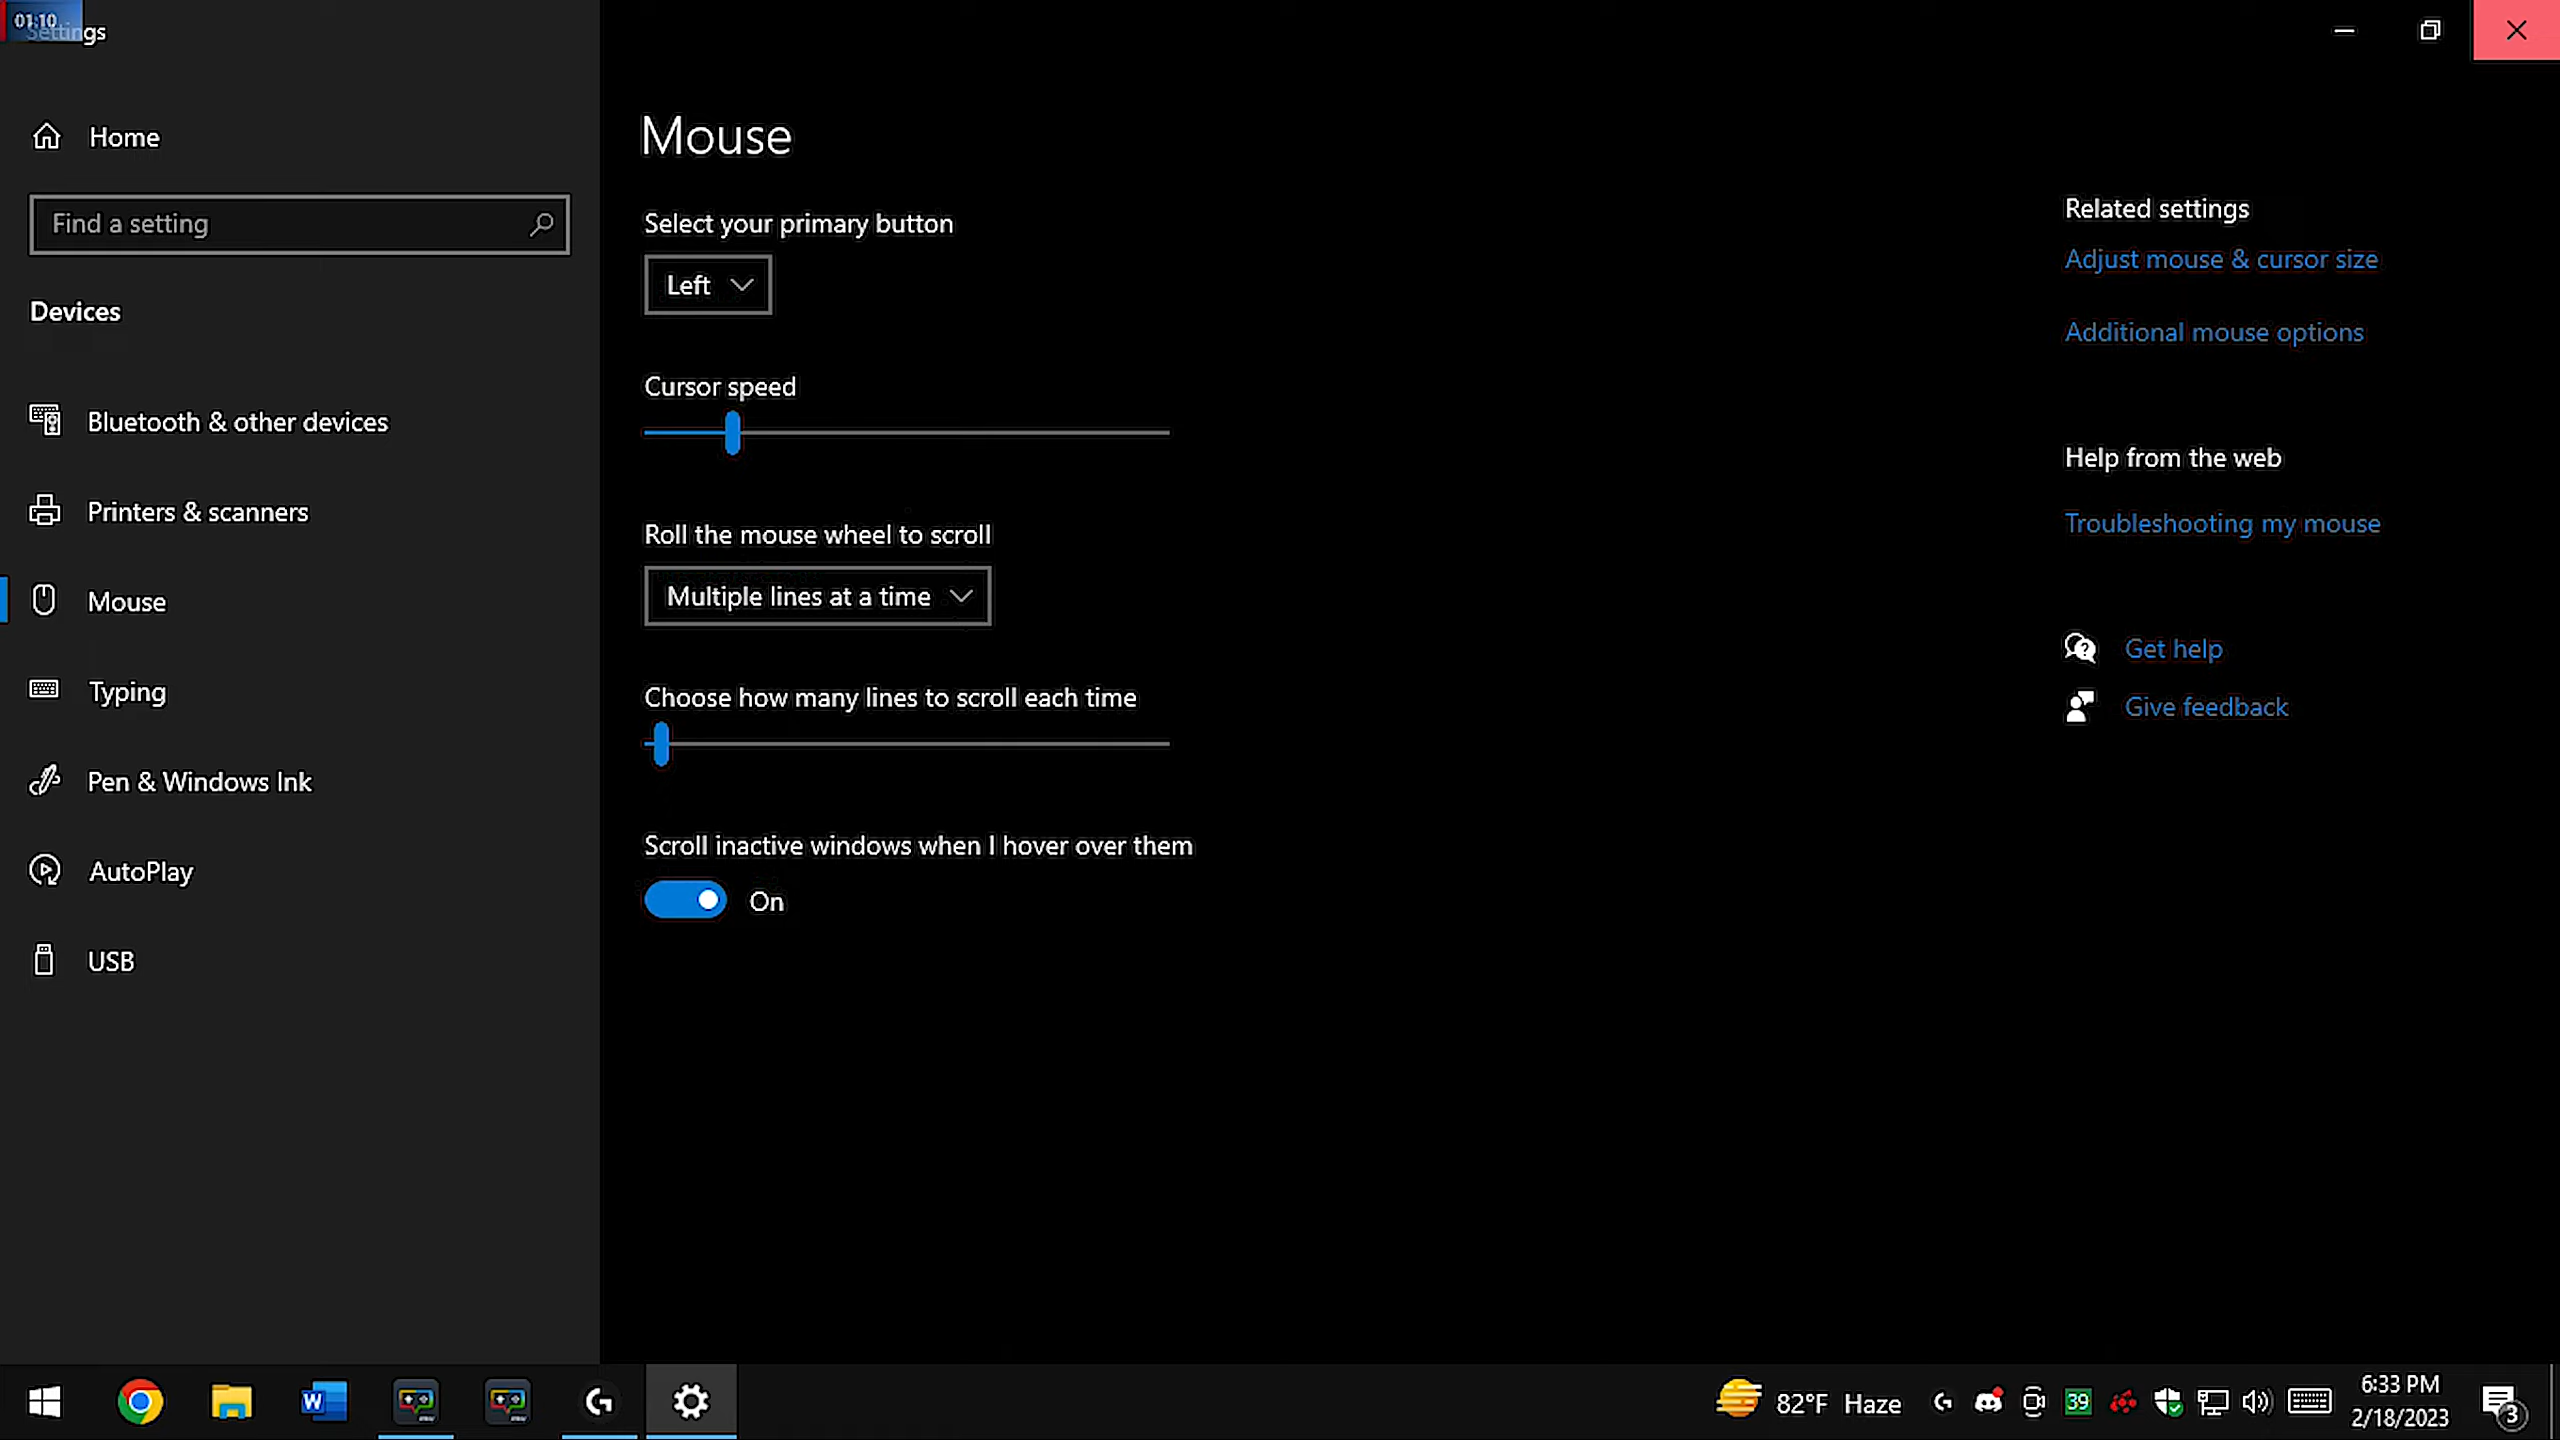 01:10
Settings
Home
Find a setting
Devices
Bluetooth & other devices
Printers & scanners
Mouse
Typing
Pen & Windows Ink
AutoPlay
USB
Mouse
Select your primary button
Left
Cursor speed
Roll the mouse wheel to scroll
Multiple lines at a time
Choose how many lines to scroll each time
Scroll inactive windows when I hover over them
On
Related settings
Adjust mouse & cursor size
Additional mouse options
Help from the web
Troubleshooting my mouse
Get help
Give feedback
82°F Haze
39
6:33 PM
2/18/2023
3